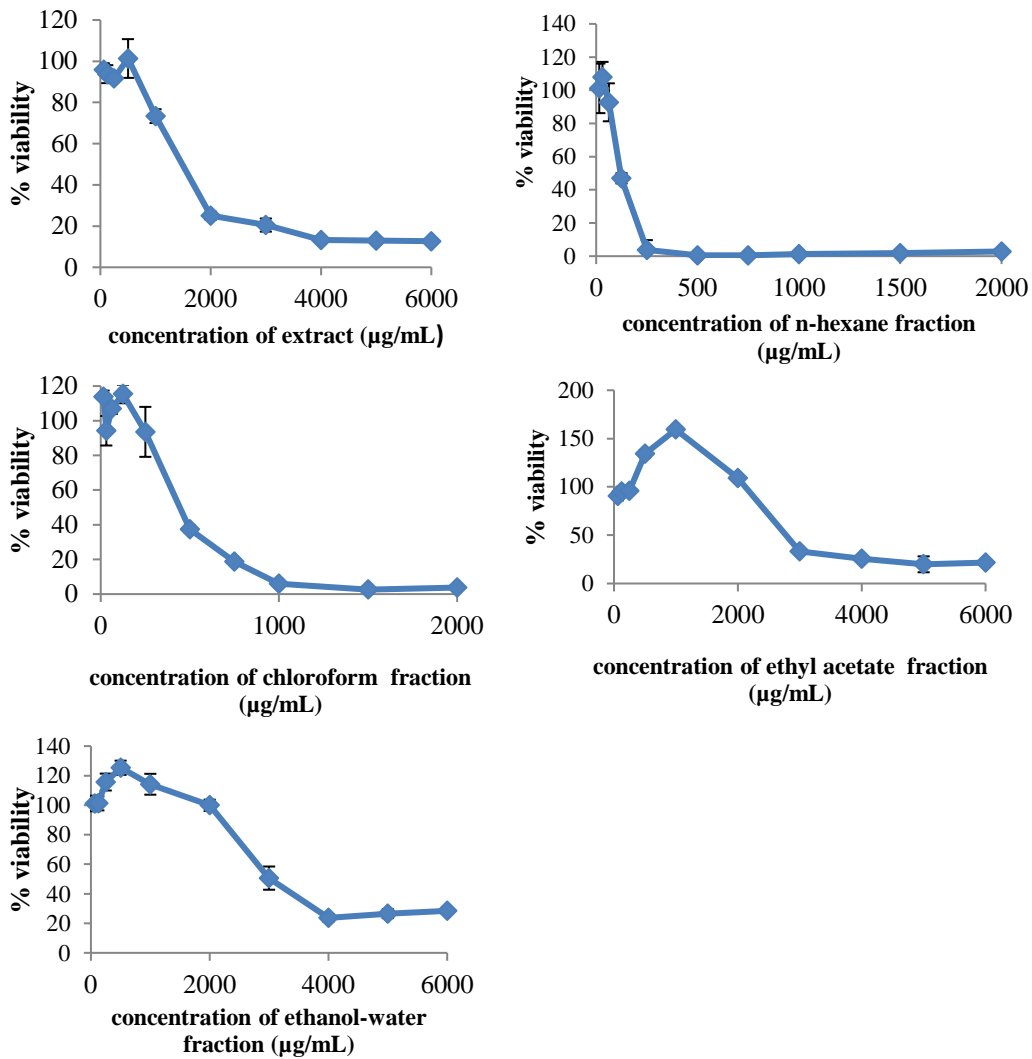 % viability
120
100
80
60
40
20
0
0 2000 4000 6000
concentration of extract (µg/mL)
% viability
140
120
100
80
60
40
20
0
0 500 1000 1500 2000
concentration of n-hexane fraction
(µg/mL)
% viability
120
100
80
60
40
20
0
0 1000 2000
concentration of chloroform fraction
(µg/mL)
% viability
200
150
100
50
0
0 2000 4000 6000
concentration of ethyl acetate fraction
(µg/mL)
% viability
140
120
100
80
60
40
20
0
0 2000 4000 6000
concentration of ethanol-water
fraction (µg/mL)